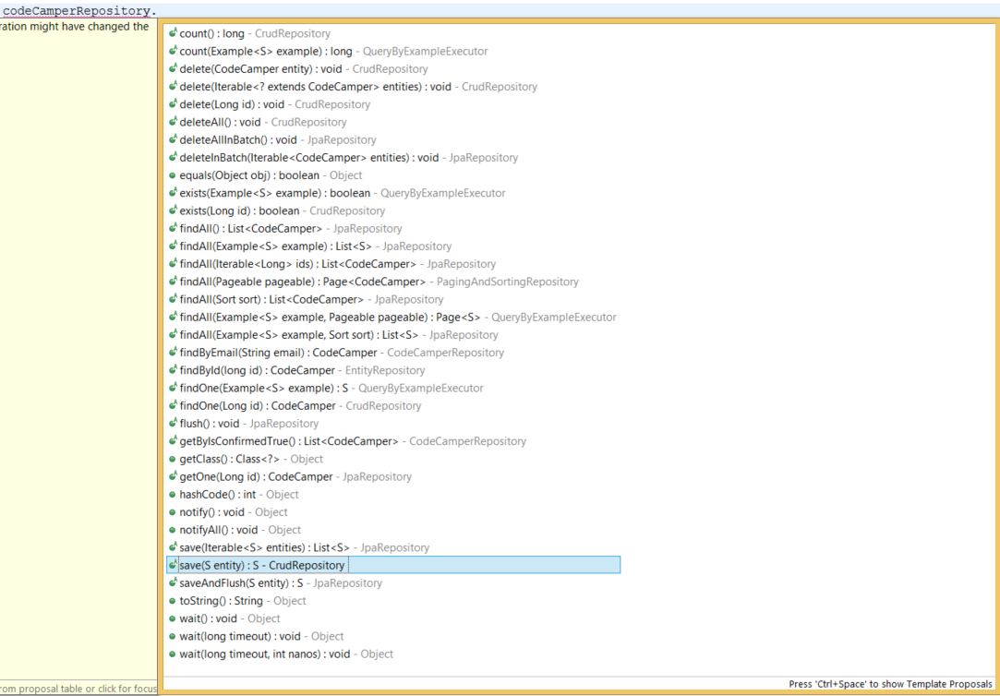 codeCamperRepository.
ration might have changed the
count() : long - CrudRepository
count(Example<S> example) : long - QueryByExampleExecutor
delete(CodeCamper entity) : void - CrudRepository
delete(Iterable<? extends CodeCamper> entities) : void - CrudRepository
delete(Long id) : void - CrudRepository
deleteAll() : void - CrudRepository
deleteAllInBatch() : void - JpaRepository
deleteInBatch(Iterable<CodeCamper> entities) : void - JpaRepository
equals(Object obj) : boolean - Object
exists(Example<S> example) : boolean - QueryByExampleExecutor
exists(Long id) : boolean - CrudRepository
findAll() : List<CodeCamper> - JpaRepository
findAll(Example<S> example) : List<S> - JpaRepository
findAll(Iterable<Long> ids) : List<CodeCamper> - JpaRepository
findAll(Pageable pageable) : Page<CodeCamper> - PagingAndSortingRepository
findAll(Sort sort) : List<CodeCamper> - JpaRepository
findAll(Example<S> example, Pageable pageable) : Page<S> - QueryByExampleExecutor
findAll(Example<S> example, Sort sort) : List<S> - JpaRepository
findByEmail(String email) : CodeCamper - CodeCamperRepository
findById(long id) : CodeCamper - EntityRepository
findOne(Example<S> example) : S - QueryByExampleExecutor
findOne(Long id) : CodeCamper - CrudRepository
flush() : void - JpaRepository
getByIsConfirmedTrue() : List<CodeCamper> - CodeCamperRepository
getClass() : Class<?> - Object
getOne(Long id) : CodeCamper - JpaRepository
hashCode() : int - Object
notify() : void - Object
notifyAll() : void - Object
save(Iterable<S> entities) : List<S> - JpaRepository
save(S entity) : S - CrudRepository
saveAndFlush(S entity) : S - JpaRepository
toString() : String - Object
wait() : void - Object
wait(long timeout) : void - Object
wait(long timeout, int nanos) : void - Object
Press 'Ctrl+Space' to show Template Proposals
rom proposal table or click for focus